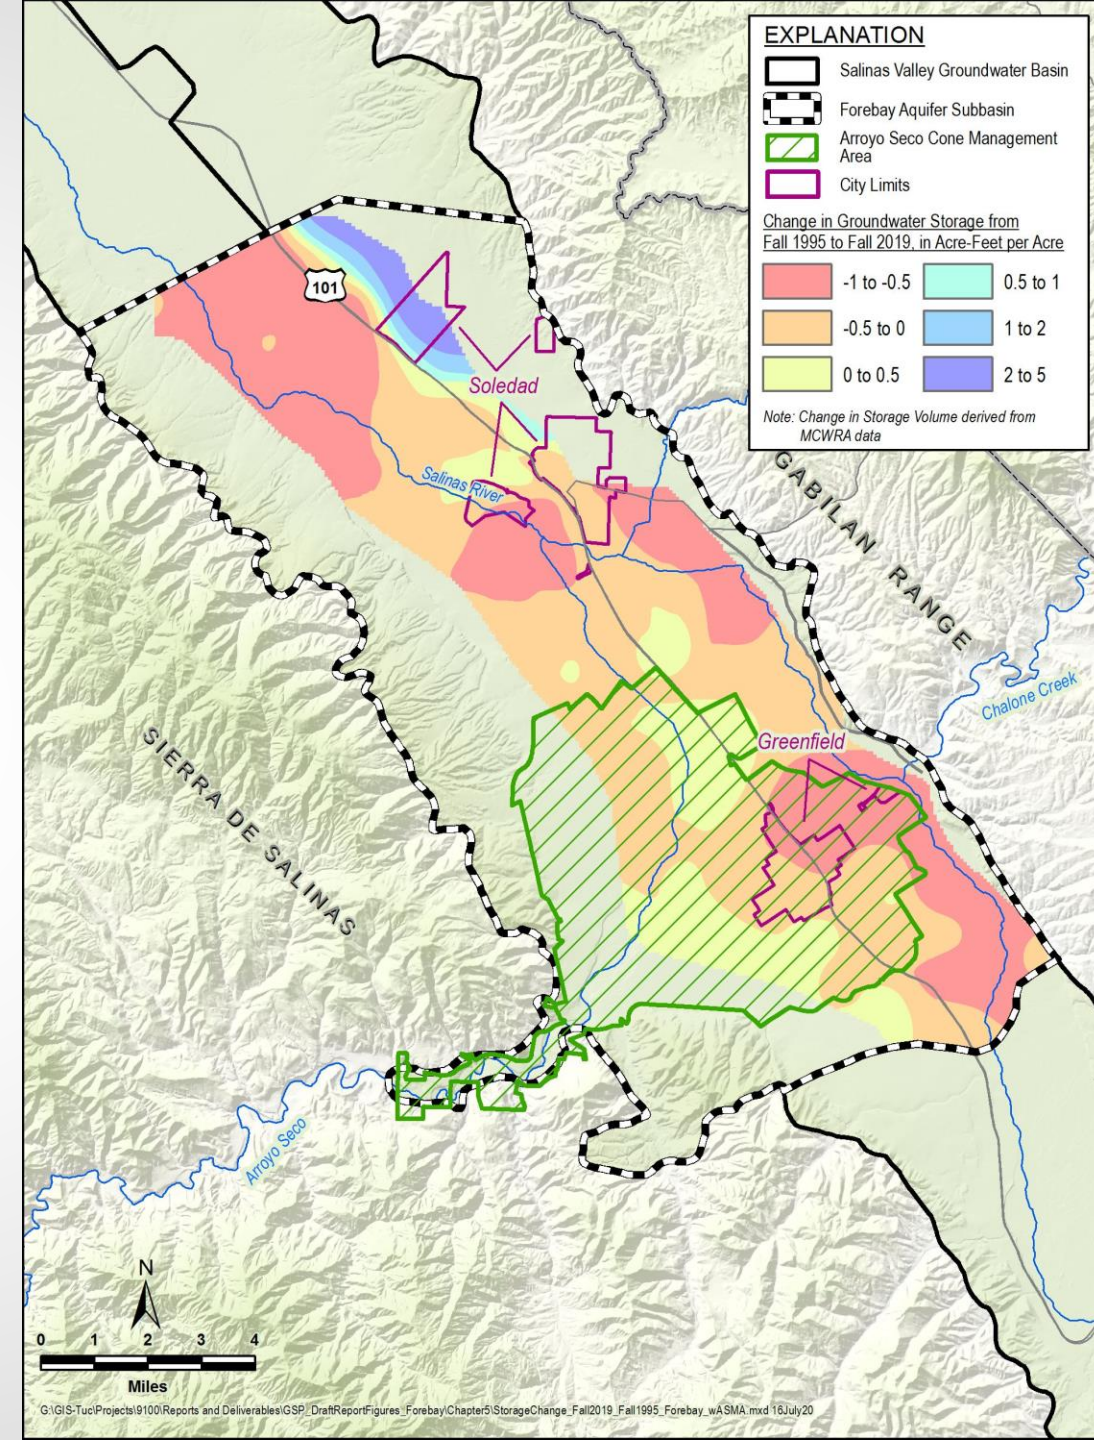 EXPLANATION
Salinas Valley Groundwater Basin
Forebay Aquifer Subbasin
Arroyo Seco Cone Management
Area
City Limits
Change in Groundwater Storage from
Fall 1995 to Fall 2019, in Acre-Feet per Acre
-1 to -0.5
0.5 to 1
-0.5 to 0
1 to 2
0 to 0.5
2 to 5
Note: Change in Storage Volume derived from
MCWRA data
101
Soledad
Salinas River
GABILAN RANGE
Chalone Creek
Greenfield
SIERRA DE SALINAS
Arroyo Seco
N
0 1 2 3 4
Miles
G:\GIS-Tuc\Projects\9100\Reports and Deliverables\GSP_DraftReportFigures_Forebay\Chapter5\StorageChange_Fall2019_Fall1995_Forebay_wASMA.mxd 16July20